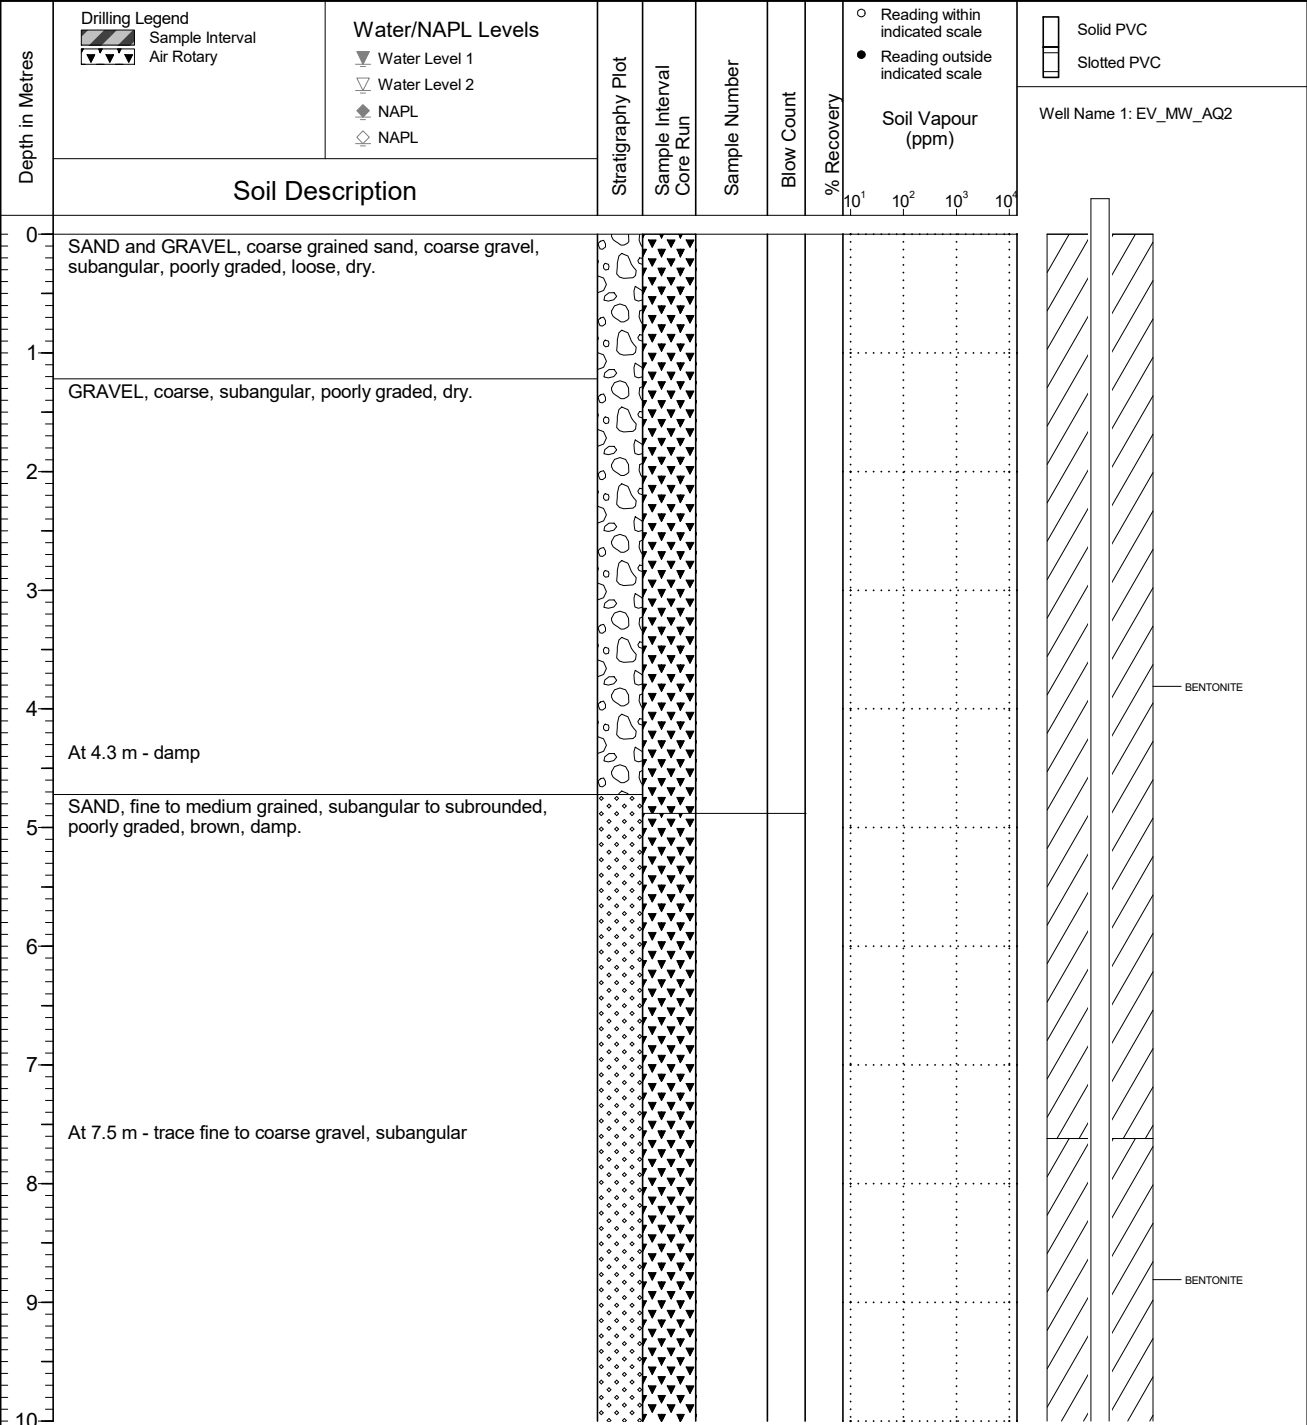 Depth in Metres
Drilling Legend
Sample Interval
Air Rotary
Water/NAPL Levels
Water Level 1
Water Level 2
NAPL
NAPL
Soil Description
Stratigraphy Plot
Sample Interval
Core Run
Sample Number
Blow Count
% Recovery
Reading within
indicated scale
Reading outside
indicated scale
Soil Vapour
(ppm)
10¹ 10² 10³ 10⁴
Solid PVC
Slotted PVC
Well Name 1: EV_MW_AQ2
0
SAND and GRAVEL, coarse grained sand, coarse gravel,
subangular, poorly graded, loose, dry.
1
GRAVEL, coarse, subangular, poorly graded, dry.
2
3
BENTONITE
4
At 4.3 m - damp
SAND, fine to medium grained, subangular to subrounded,
poorly graded, brown, damp.
5
6
7
At 7.5 m - trace fine to coarse gravel, subangular
8
BENTONITE
9
10